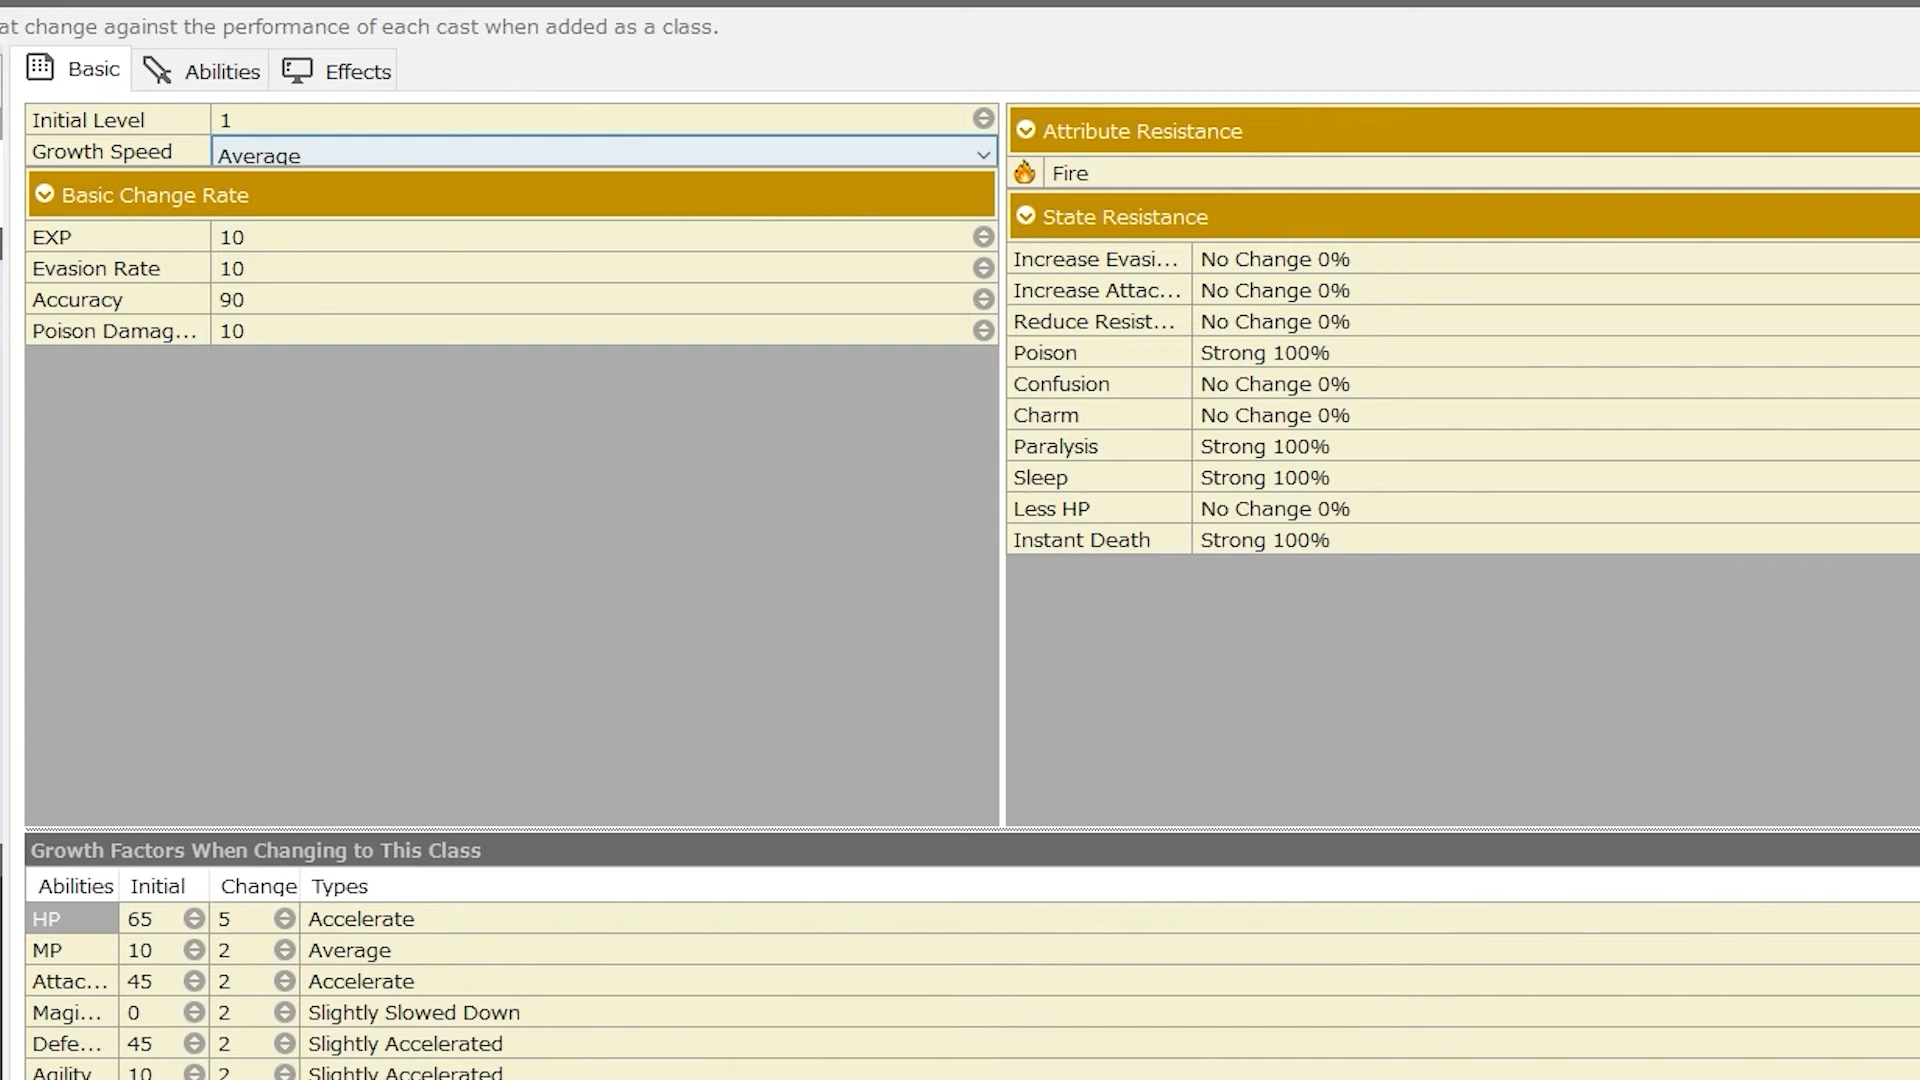 at change against the performance of each cast when added as a class.
Basic Abilities Effects
Initial Level 1
Growth Speed Average
Basic Change Rate
EXP 10
Evasion Rate 10
Accuracy 90
Poison Damag... 10
Attribute Resistance
Fire
State Resistance
Increase Evasi... No Change 0%
Increase Attac... No Change 0%
Reduce Resist... No Change 0%
Poison Strong 100%
Confusion No Change 0%
Charm No Change 0%
Paralysis Strong 100%
Sleep Strong 100%
Less HP No Change 0%
Instant Death Strong 100%
Growth Factors When Changing to This Class
Abilities Initial Change Types
HP 65 5 Accelerate
MP 10 2 Average
Attac... 45 2 Accelerate
Magi... 0 2 Slightly Slowed Down
Defe... 45 2 Slightly Accelerated
Agility 10 2 Slightly Accelerated